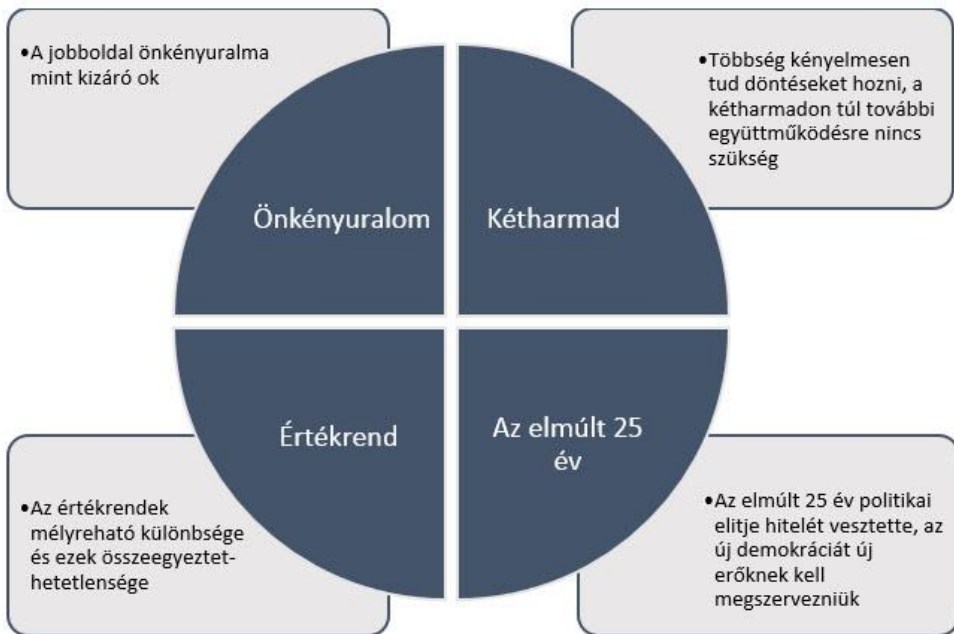 •A jobboldal önkényuralma
mint kizáró ok
•Többség kényelmesen
tud döntéseket hozni, a
kétharmadon túl további
együttműködésre nincs
szükség
Önkényuralom
Kétharmad
Értékrend
Az elmúlt 25
év
•Az értékrendek
mélyreható különbsége
és ezek összeegyeztet-
hetetlensége
•Az elmúlt 25 év politikai
elitje hitelét vesztette, az
új demokráciát új
erőknek kell
megszervezniük